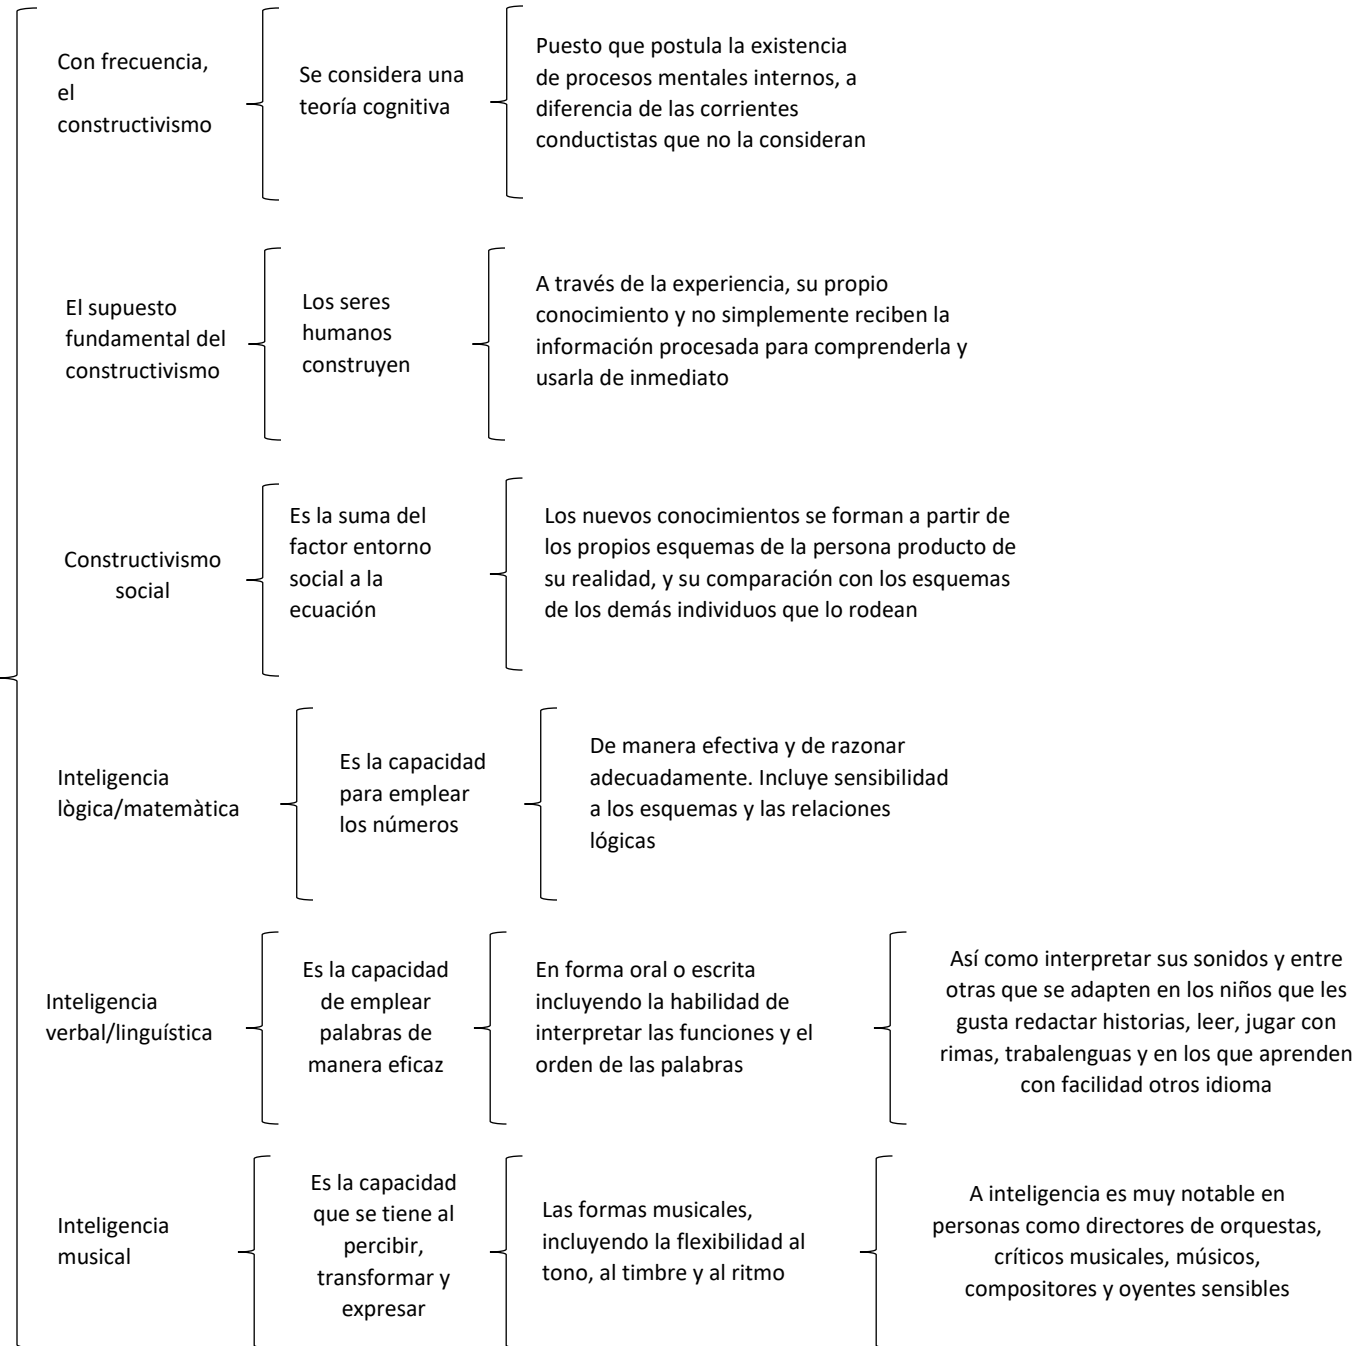 Con frecuencia,
el
constructivismo
Se considera una
teoría cognitiva
Puesto que postula la existencia
de procesos mentales internos, a
diferencia de las corrientes
conductistas que no la consideran
El supuesto
fundamental del
constructivismo
Los seres
humanos
construyen
A través de la experiencia, su propio
conocimiento y no simplemente reciben la
información procesada para comprenderla y
usarla de inmediato
Constructivismo
social
Es la suma del
factor entorno
social a la
ecuación
Los nuevos conocimientos se forman a partir de
los propios esquemas de la persona producto de
su realidad, y su comparación con los esquemas
de los demás individuos que lo rodean
Inteligencia
lògica/matemàtica
Es la capacidad
para emplear
los números
De manera efectiva y de razonar
adecuadamente. Incluye sensibilidad
a los esquemas y las relaciones
lógicas
Inteligencia
verbal/linguística
Es la capacidad
de emplear
palabras de
manera eficaz
En forma oral o escrita
incluyendo la habilidad de
interpretar las funciones y el
orden de las palabras
Así como interpretar sus sonidos y entre
otras que se adapten en los niños que les
gusta redactar historias, leer, jugar con
rimas, trabalenguas y en los que aprenden
con facilidad otros idioma
Inteligencia
musical
Es la capacidad
que se tiene al
percibir,
transformar y
expresar
Las formas musicales,
incluyendo la flexibilidad al
tono, al timbre y al ritmo
A inteligencia es muy notable en
personas como directores de orquestas,
críticos musicales, músicos,
compositores y oyentes sensibles